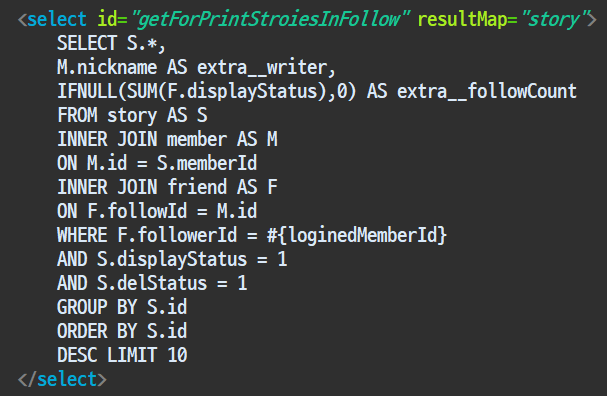 <select id="getForPrintStroiesInFollow" resultMap="story">
SELECT S.*,
M.nickname AS extra__writer,
IFNULL(SUM(F.displayStatus),0) AS extra__followCount
FROM story AS S
INNER JOIN member AS M
ON M.id = S.memberId
INNER JOIN friend AS F
ON F.followId = M.id
WHERE F.followerId = #{loginedMemberId}
AND S.displayStatus = 1
AND S.delStatus = 1
GROUP BY S.id
ORDER BY S.id
DESC LIMIT 10
</select>